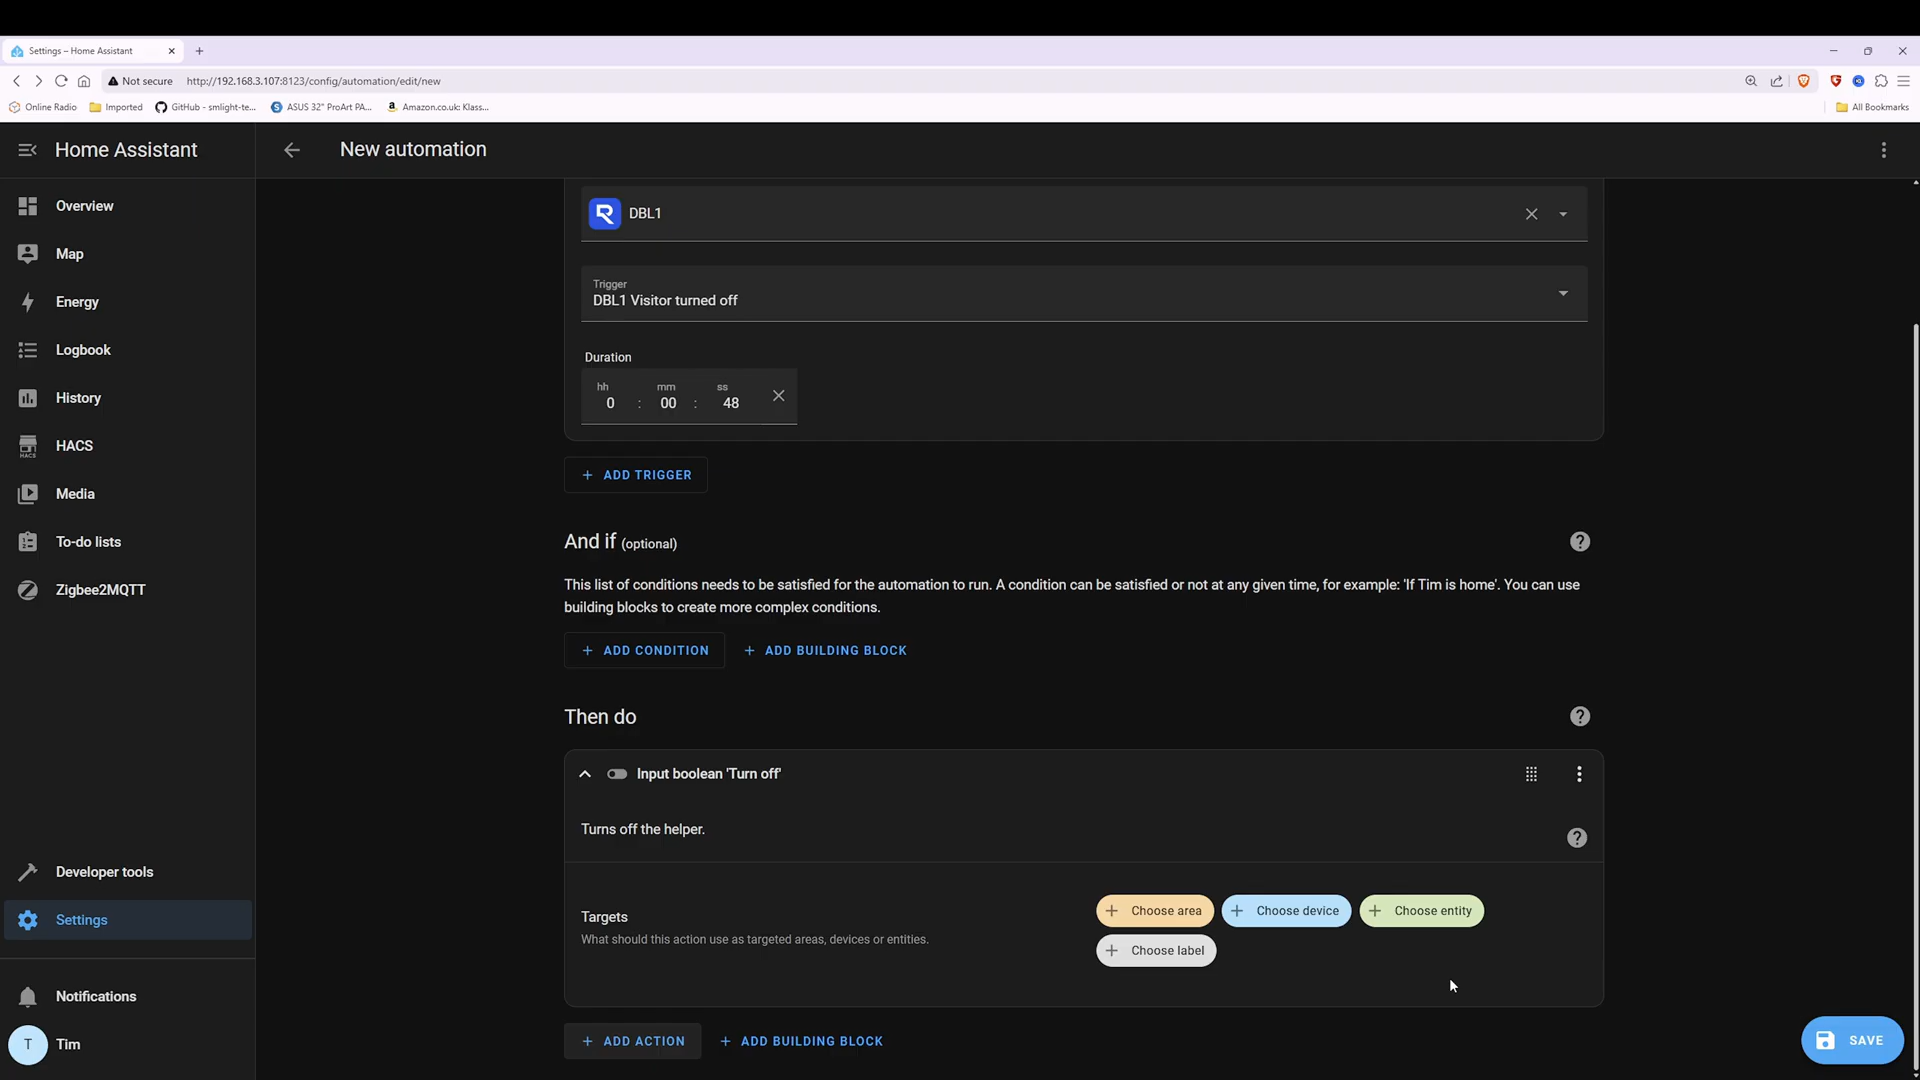 Settings – Home Assistant
Not secure
http://192.168.3.107:8123/config/automation/edit/new
Online Radio
Imported
GitHub - smlight-te...
ASUS 32" ProArt PA...
Amazon.co.uk: Klass...
All Bookmarks
Home Assistant
New automation
Overview
Map
Energy
Logbook
History
HACS
HACS
Media
To-do lists
Zigbee2MQTT
Developer tools
Settings
Notifications
T
Tim
DBL1
Trigger
DBL1 Visitor turned off
Duration
hh mm ss
0 : 00 : 48
+ ADD TRIGGER
And if (optional)
This list of conditions needs to be satisfied for the automation to run. A condition can be satisfied or not at any given time, for example: 'If Tim is home'. You can use
building blocks to create more complex conditions.
+ ADD CONDITION + ADD BUILDING BLOCK
Then do
Input boolean 'Turn off'
Turns off the helper.
Targets
What should this action use as targeted areas, devices or entities.
+ Choose area + Choose device + Choose entity
+ Choose label
+ ADD ACTION + ADD BUILDING BLOCK
SAVE